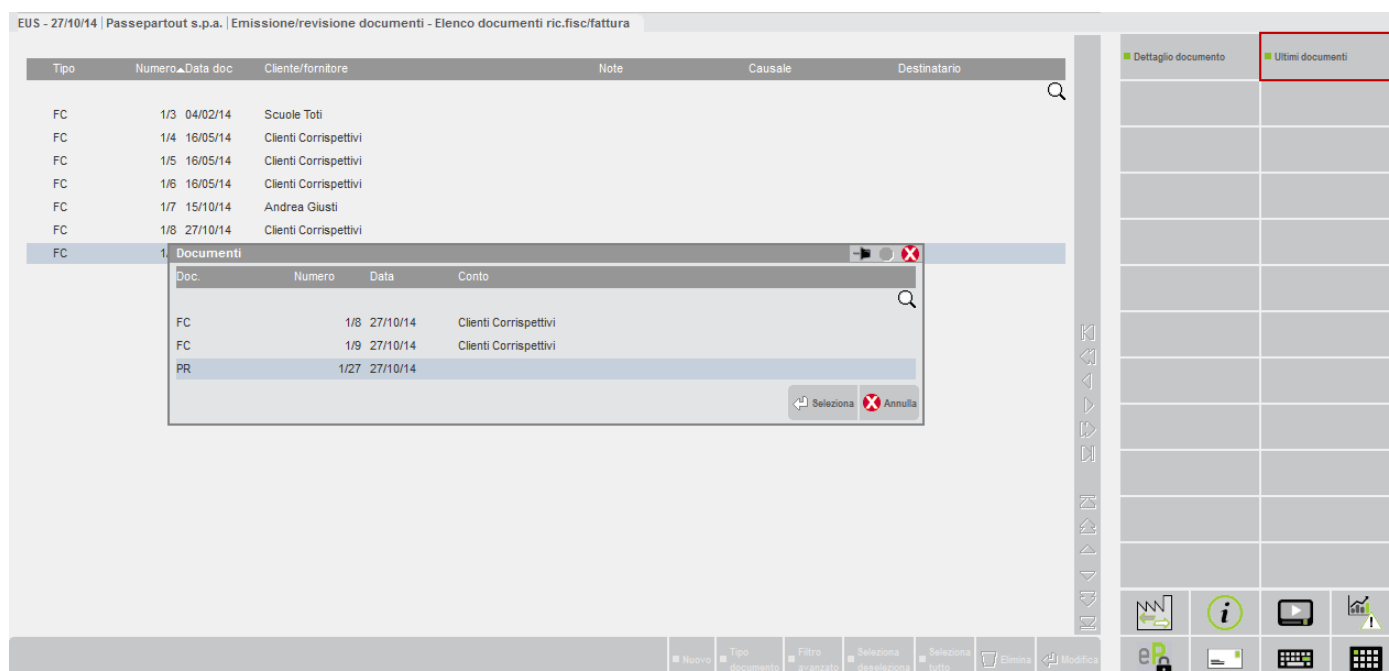 EUS - 27/10/14 | Passepartout s.p.a. | Emissione/revisione documenti - Elenco documenti ric.fisc/fattura
Tipo Numero Data doc Cliente/fornitore Note Causale Destinatario
FC 1/3 04/02/14 Scuole Toti
FC 1/4 16/05/14 Clienti Corrispettivi
FC 1/5 16/05/14 Clienti Corrispettivi
FC 1/6 16/05/14 Clienti Corrispettivi
FC 1/7 15/10/14 Andrea Giusti
FC 1/8 27/10/14 Clienti Corrispettivi
FC 1/
Documenti
Doc. Numero Data Conto
FC 1/8 27/10/14 Clienti Corrispettivi
FC 1/9 27/10/14 Clienti Corrispettivi
PR 1/27 27/10/14
Seleziona Annulla
Dettaglio documento
Ultimi documenti
Nuovo
Tipo documento
Filtro avanzato
Seleziona deseleziona
Seleziona tutto
Elimina
Modifica
i
eP